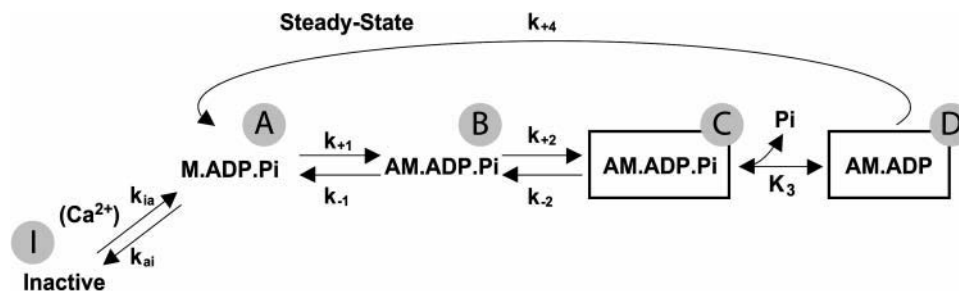 Steady-State k+4
A B C D
Pi
k+1 k+2
M.ADP.Pi AM.ADP.Pi AM.ADP.Pi AM.ADP
k-1 k-2 K3
(Ca2+) kia
I kai
Inactive